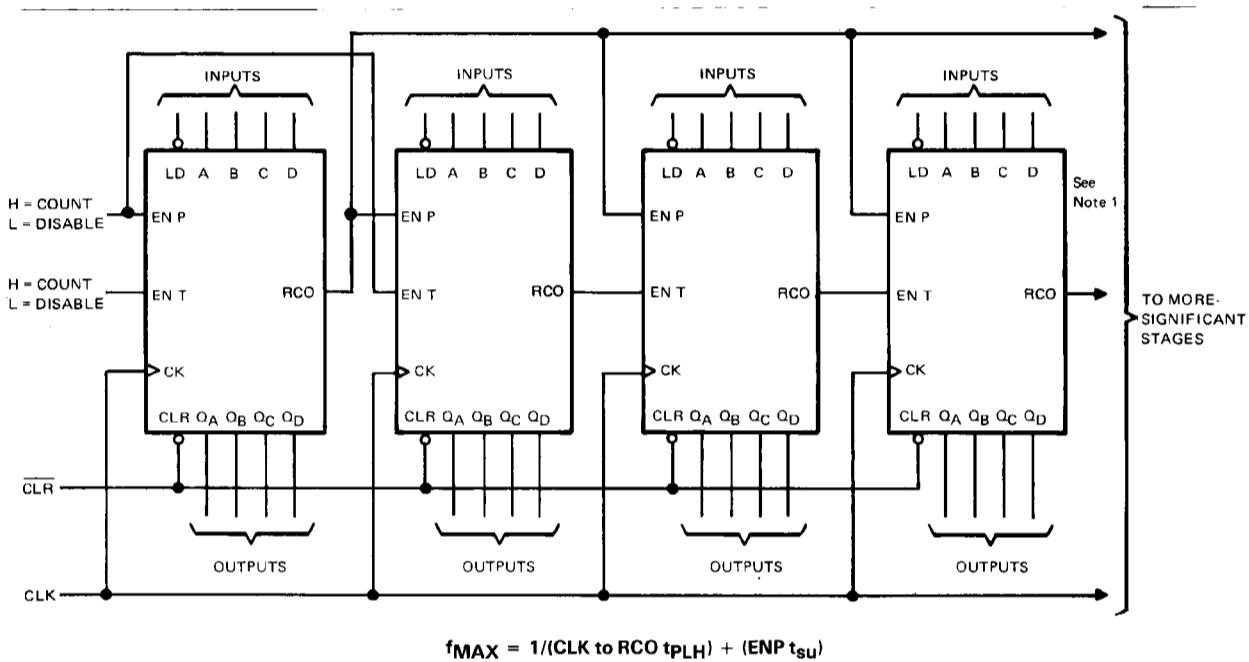 INPUTS INPUTS INPUTS INPUTS
LD A B C D LD A B C D LD A B C D LD A B C D
See
Note 1
H = COUNT
L = DISABLE
EN P EN P EN P EN P
H = COUNT
L = DISABLE
EN T RCO EN T RCO EN T RCO EN T RCO
TO MORE-
SIGNIFICANT
STAGES
CK CK CK CK
CLR QA QB QC QD CLR QA QB QC QD CLR QA QB QC QD CLR QA QB QC QD
CLR
OUTPUTS OUTPUTS OUTPUTS OUTPUTS
CLK
fMAX = 1/(CLK to RCO tPLH) + (ENP tsu)